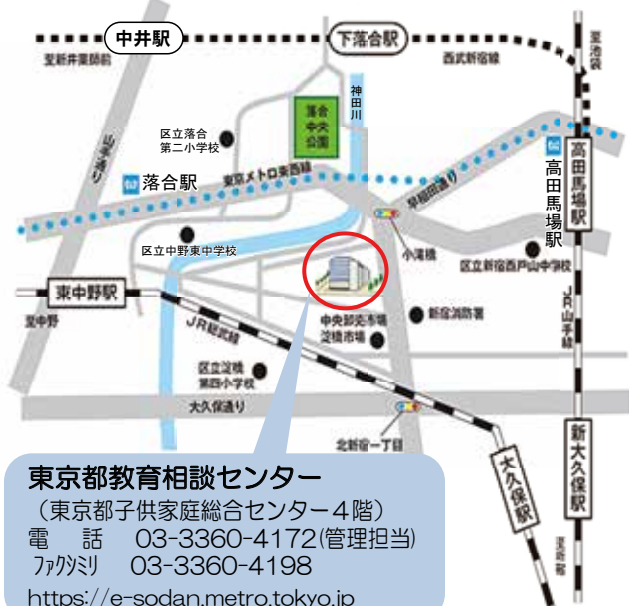 中井駅
下落合駅
至新井薬師前
西武新宿線
至池袋
山手通り
区立落合
第二小学校
落合
中央
公園
神田川
落合駅
東京メトロ東西線
早稲田通り
高田馬場駅
高田馬場駅
区立中野東中学校
小滝橋
区立新宿西戸山中学校
東中野駅
至中野
JR総武線
中央卸売市場
淀橋市場
新宿消防署
JR山手線
区立淀橋
第四小学校
大久保通り
北新宿一丁目
大久保駅
新大久保駅
東京都教育相談センター
(東京都子供家庭総合センター4階)
電 話 03-3360-4172(管理担当)
ファクシミリ 03-3360-4198
https://e-sodan.metro.tokyo.jp